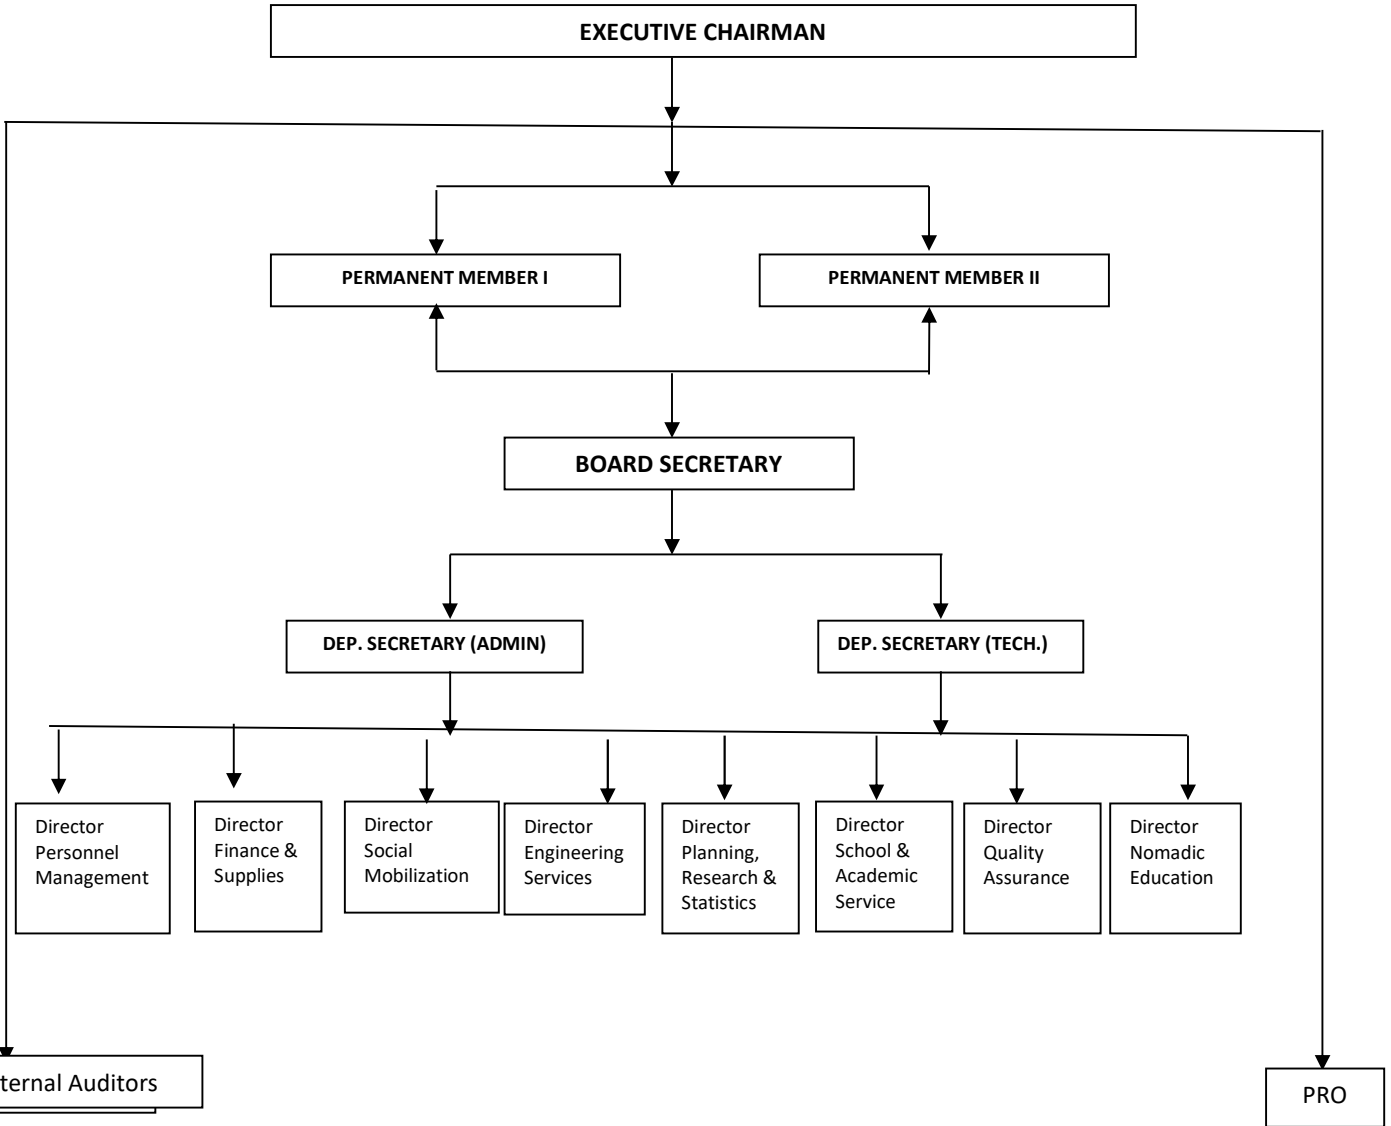 EXECUTIVE CHAIRMAN
PERMANENT MEMBER I
PERMANENT MEMBER II
BOARD SECRETARY
DEP. SECRETARY (ADMIN)
DEP. SECRETARY (TECH.)
Director
Personnel
Management
Director
Finance &
Supplies
Director
Social
Mobilization
Director
Engineering
Services
Director
Planning,
Research &
Statistics
Director
School &
Academic
Service
Director
Quality
Assurance
Director
Nomadic
Education
ternal Auditors
PRO